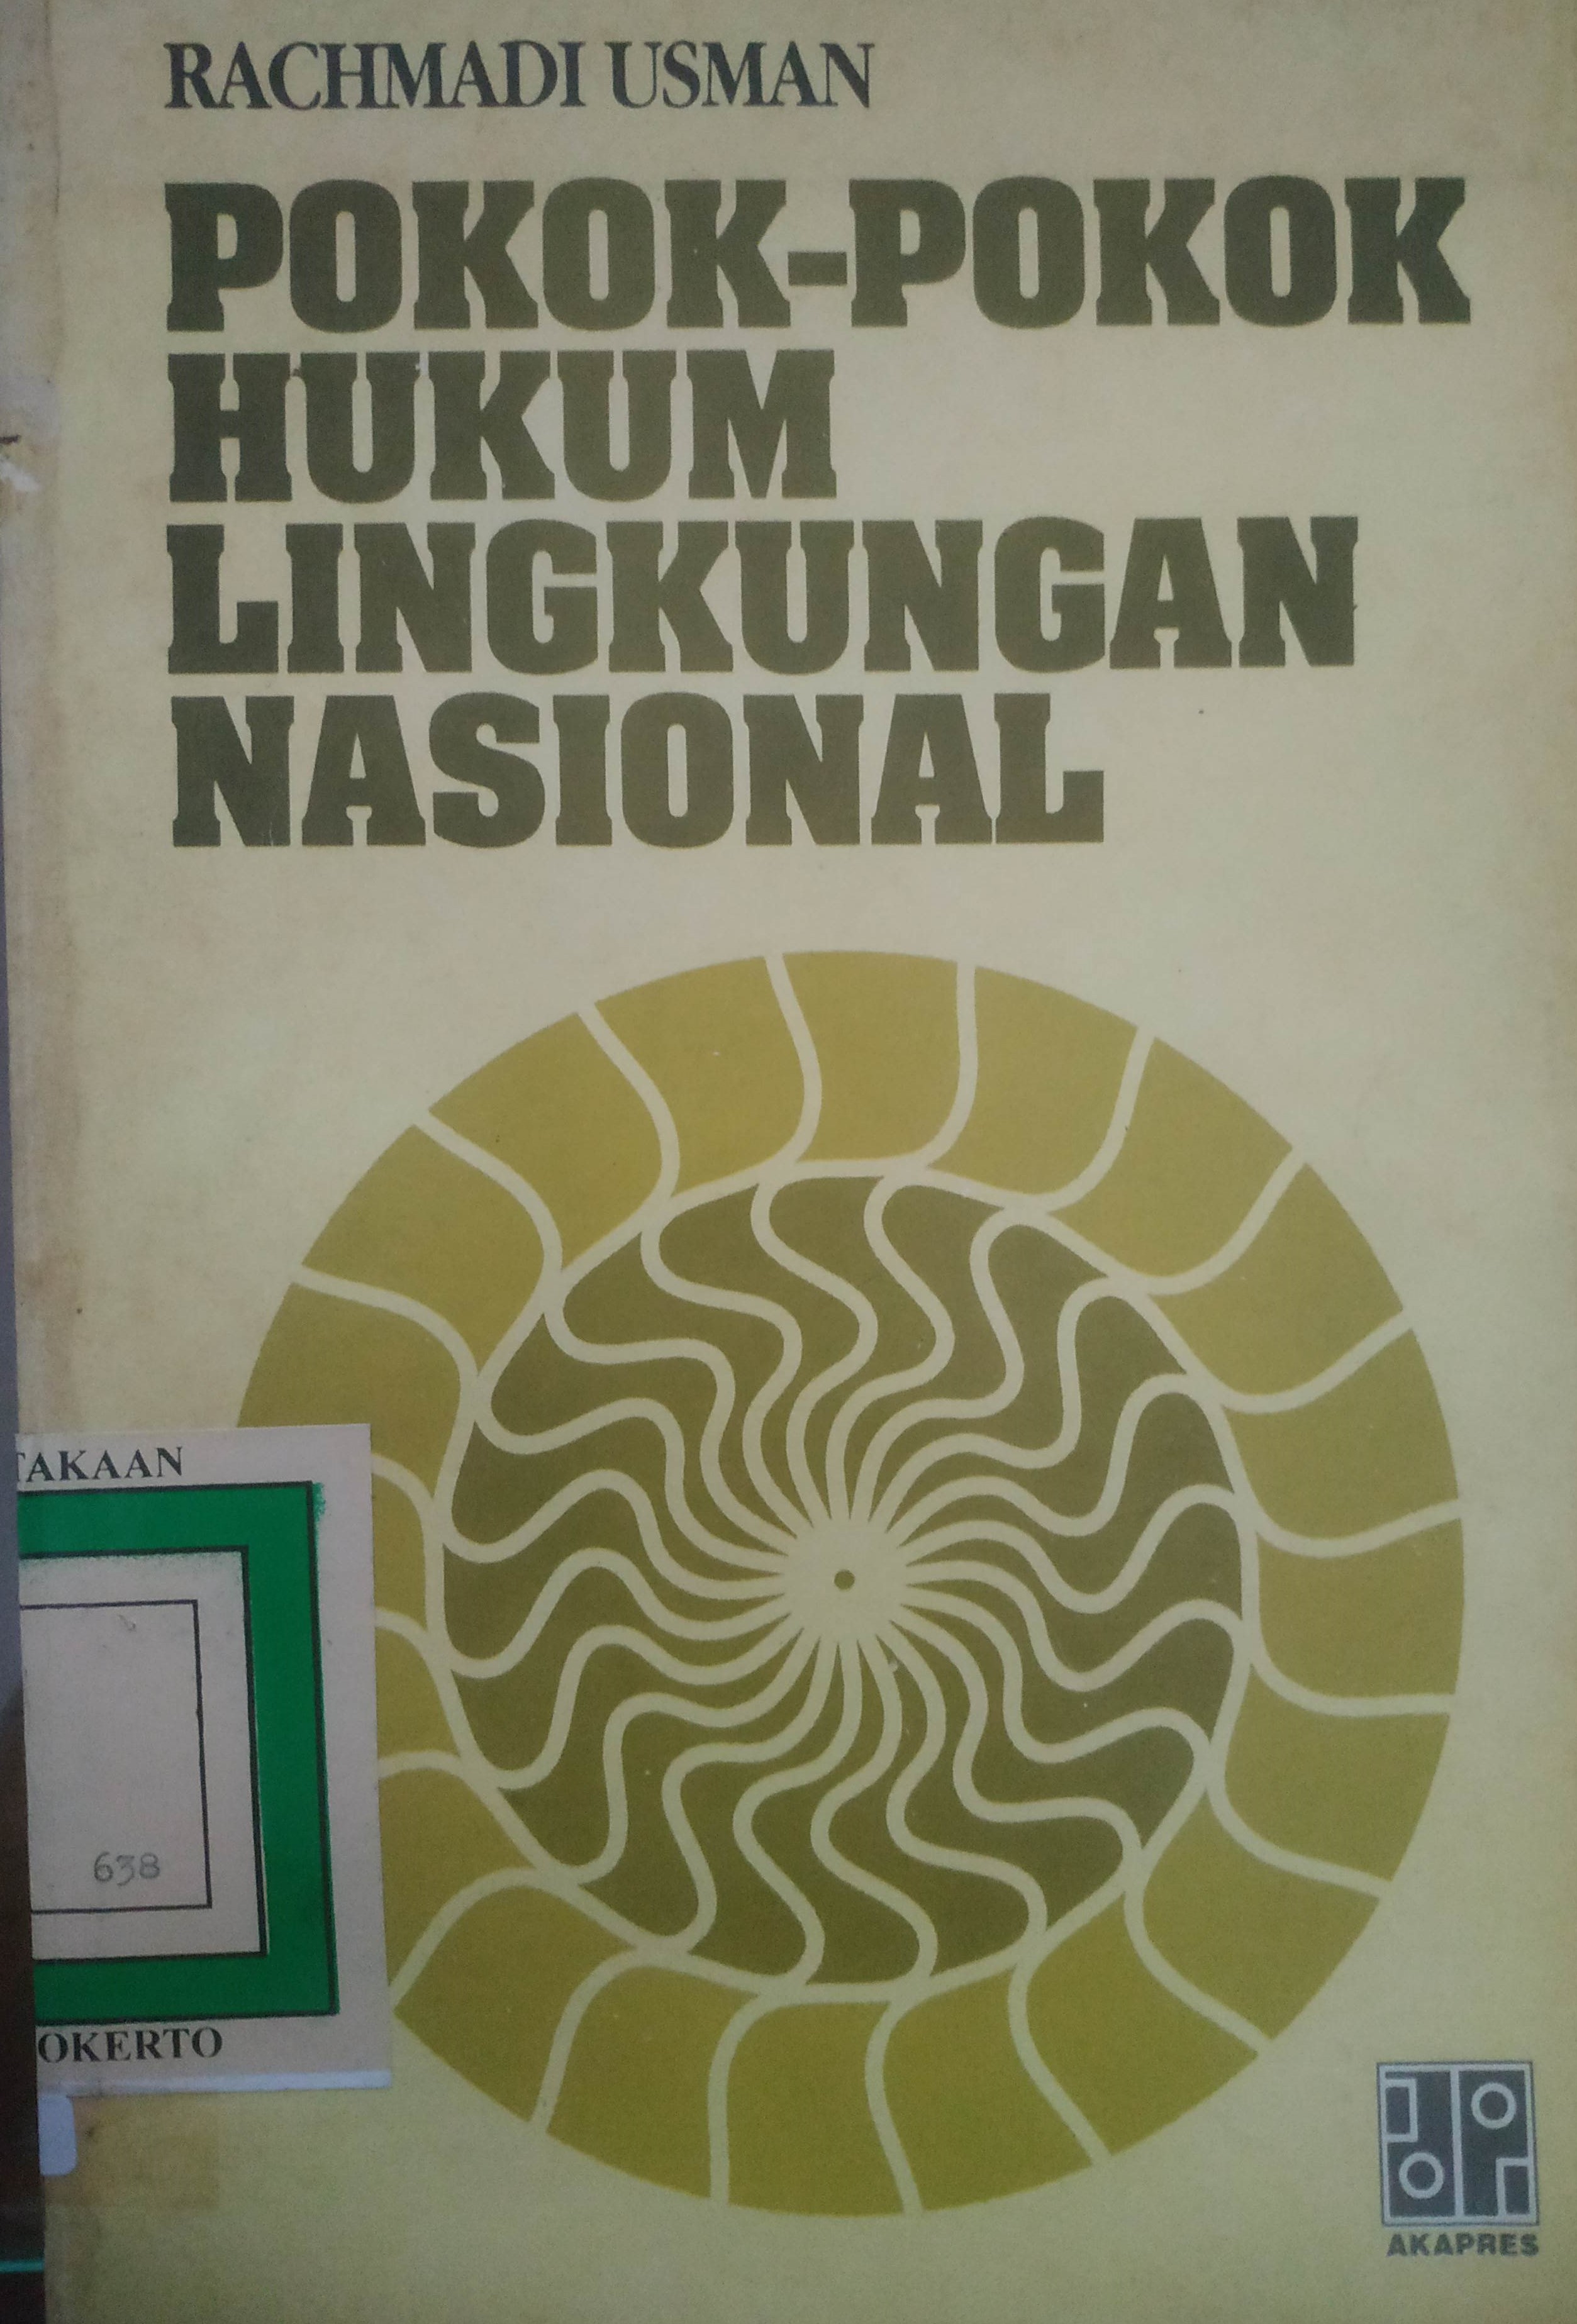 RACHMADI USMAN
POKOK-POKOK
HUKUM
LINGKUNGAN
NASIONAL
TAKAAN
638
OKERTO
AKAPRES